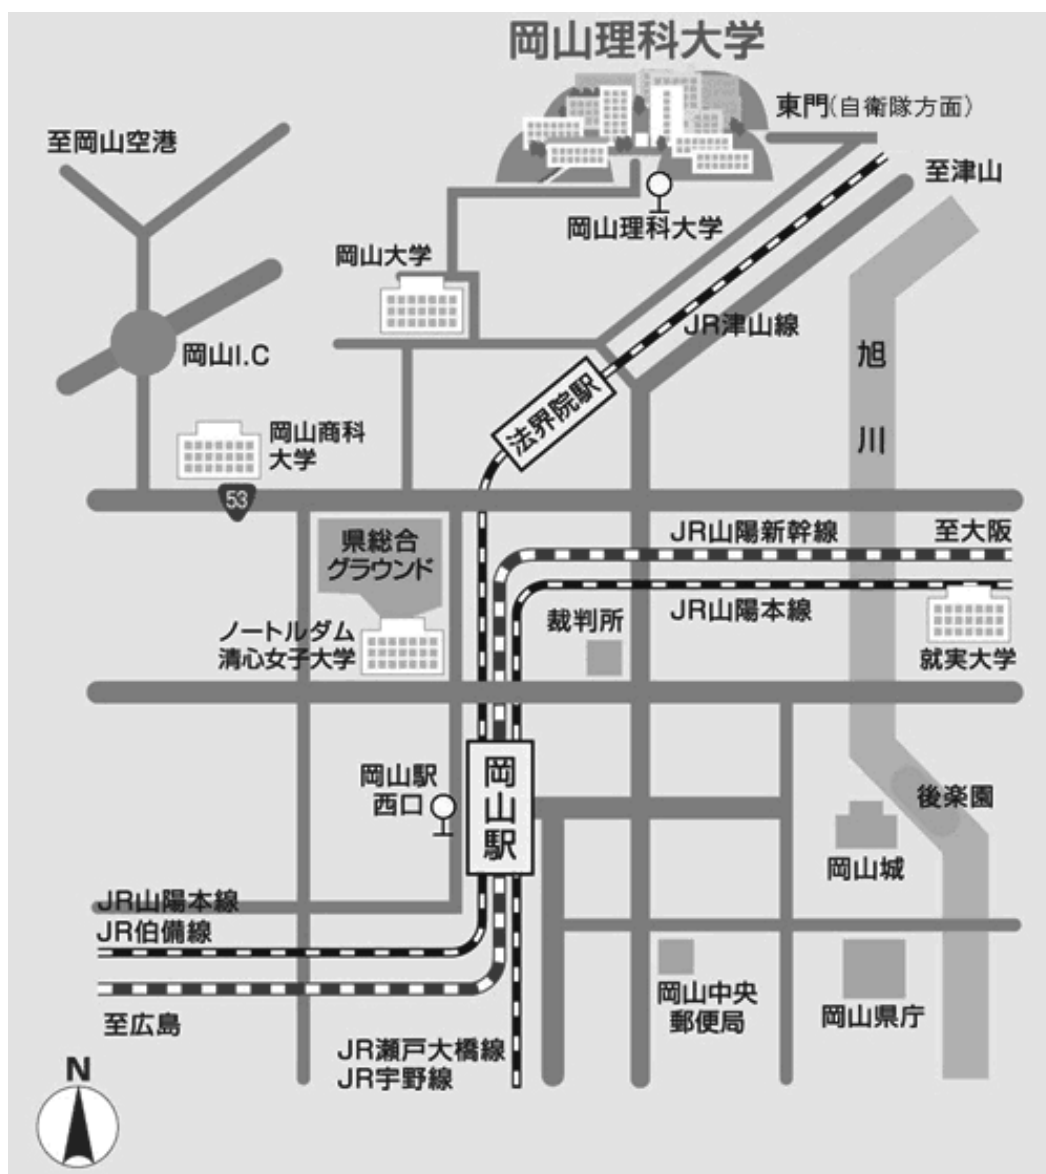 岡山理科大学
東門(自衛隊方面)
至岡山空港
至津山
岡山理科大学
岡山大学
JR津山線
岡山I.C
旭川
法界院駅
岡山商科
大学
53
県総合
グラウンド
JR山陽新幹線
至大阪
JR山陽本線
裁判所
ノートルダム
清心女子大学
就実大学
岡山駅
西口
岡山駅
後楽園
岡山城
JR山陽本線
JR伯備線
岡山中央
郵便局
岡山県庁
至広島
JR瀬戸大橋線
JR宇野線
N